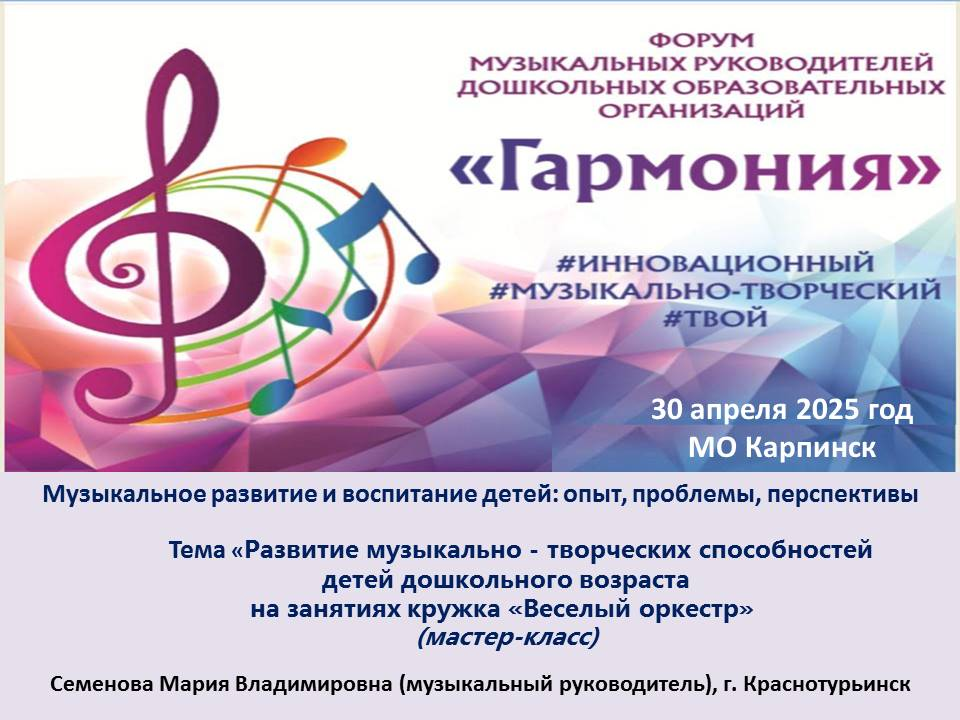 ФОРУМ
МУЗЫКАЛЬНЫХ РУКОВОДИТЕЛЕЙ
ДОШКОЛЬНЫХ ОБРАЗОВАТЕЛЬНЫХ
ОРГАНИЗАЦИЙ
«Гармония»
#ИННОВАЦИОННЫЙ
#МУЗЫКАЛЬНО-ТВОРЧЕСКИЙ
#ТВОЙ
30 апреля 2025 год
МО Карпинск
Музыкальное развитие и воспитание детей: опыт, проблемы, перспективы
Тема «Развитие музыкально - творческих способностей
детей дошкольного возраста
на занятиях кружка «Веселый оркестр»
(мастер-класс)
Семенова Мария Владимировна (музыкальный руководитель), г. Краснотурьинск